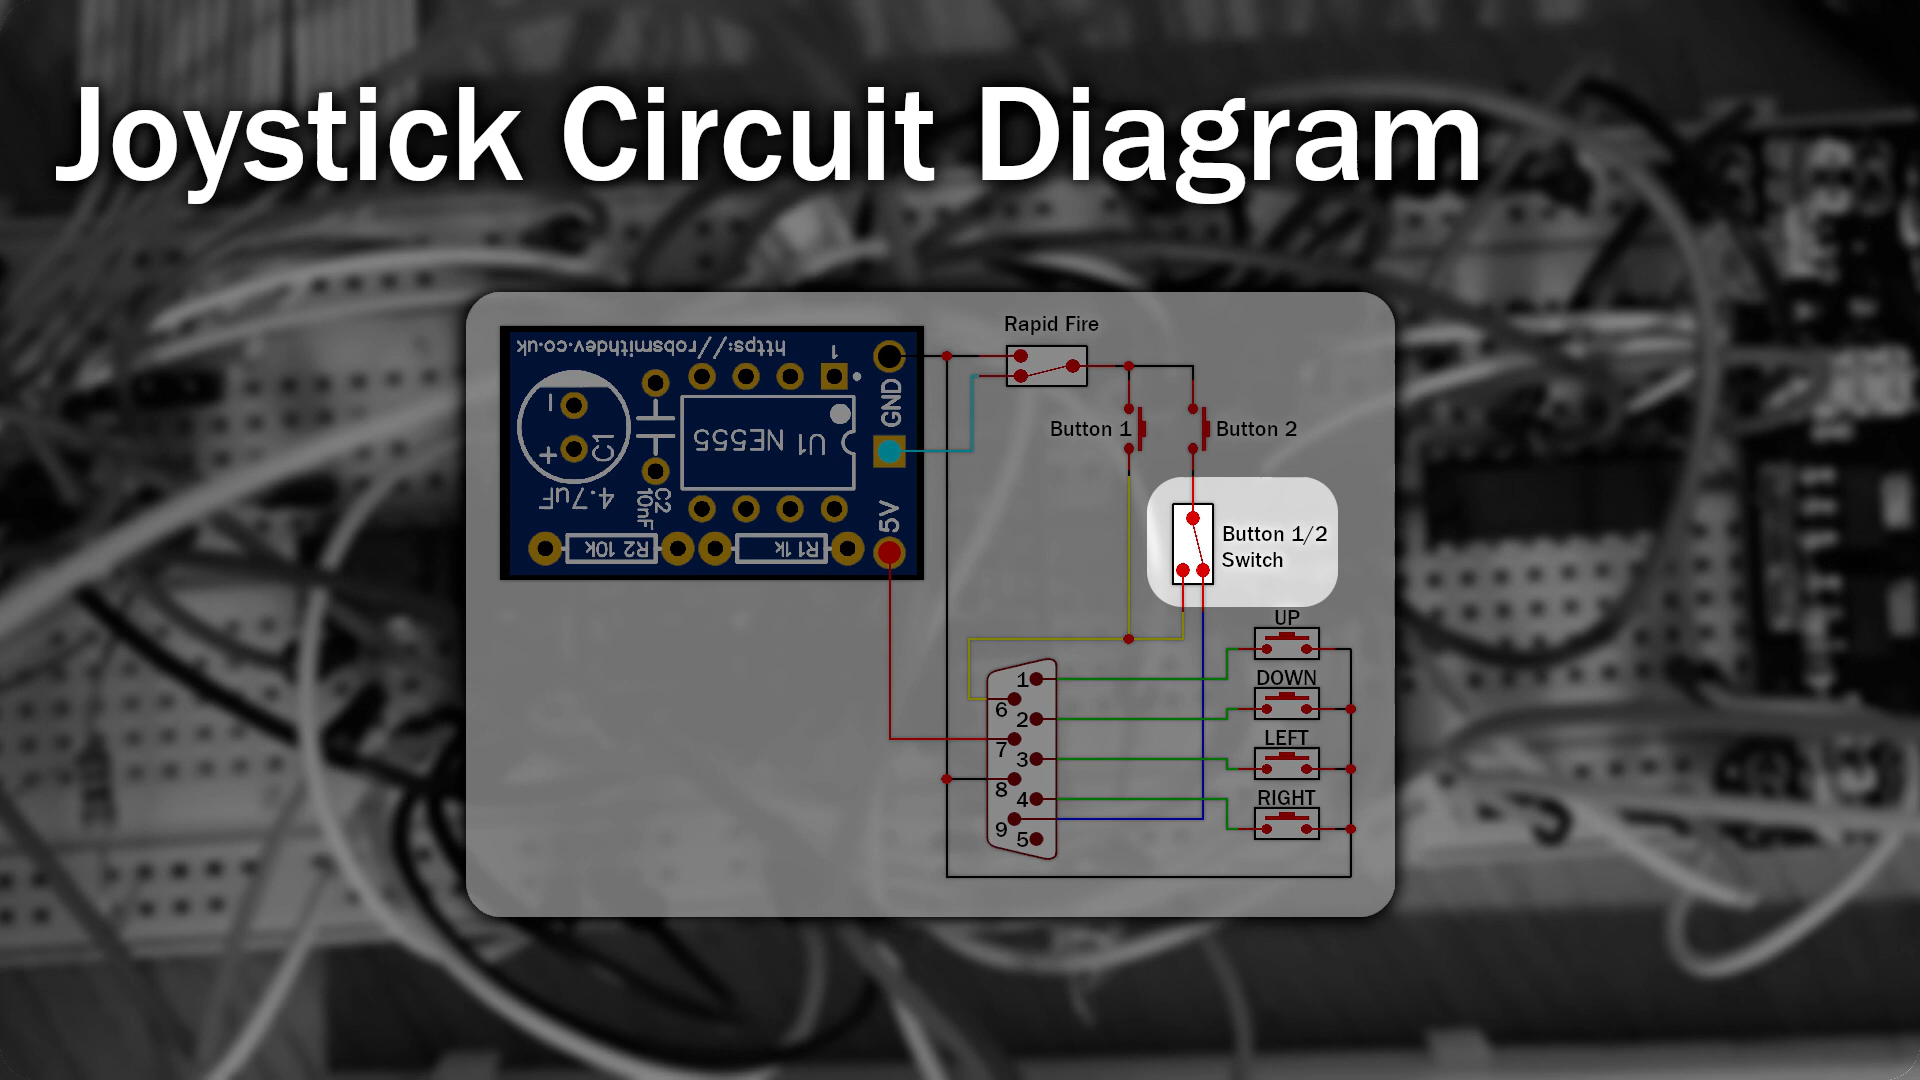 Joystick Circuit Diagram
Rapid Fire
https://robsmithdev.co.uk
1
GND
5V
U1 NE555
C1
4.7uF
C2
10nF
R2 10k
R1 1k
Button 1
Button 2
Button 1/2
Switch
UP
DOWN
LEFT
RIGHT
1
6
2
7
3
8
4
9
5